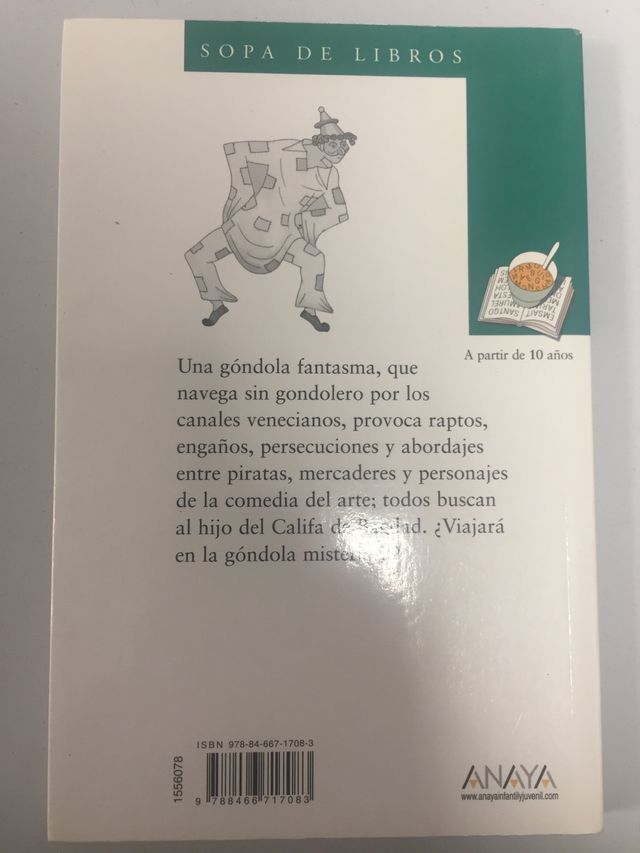 SOPA DE LIBROS
A partir de 10 años
Una góndola fantasma, que
navega sin gondolero por los
canales venecianos, provoca raptos,
engaños, persecuciones y abordajes
entre piratas, mercaderes y personajes
de la comedia del arte; todos buscan
al hijo del Califa de Bagdad. ¿Viajará
en la góndola
ISBN 978-84-667-1708-3
1556078
9 788466 717083
ANAYA
www.anayainfantilyjuvenil.com